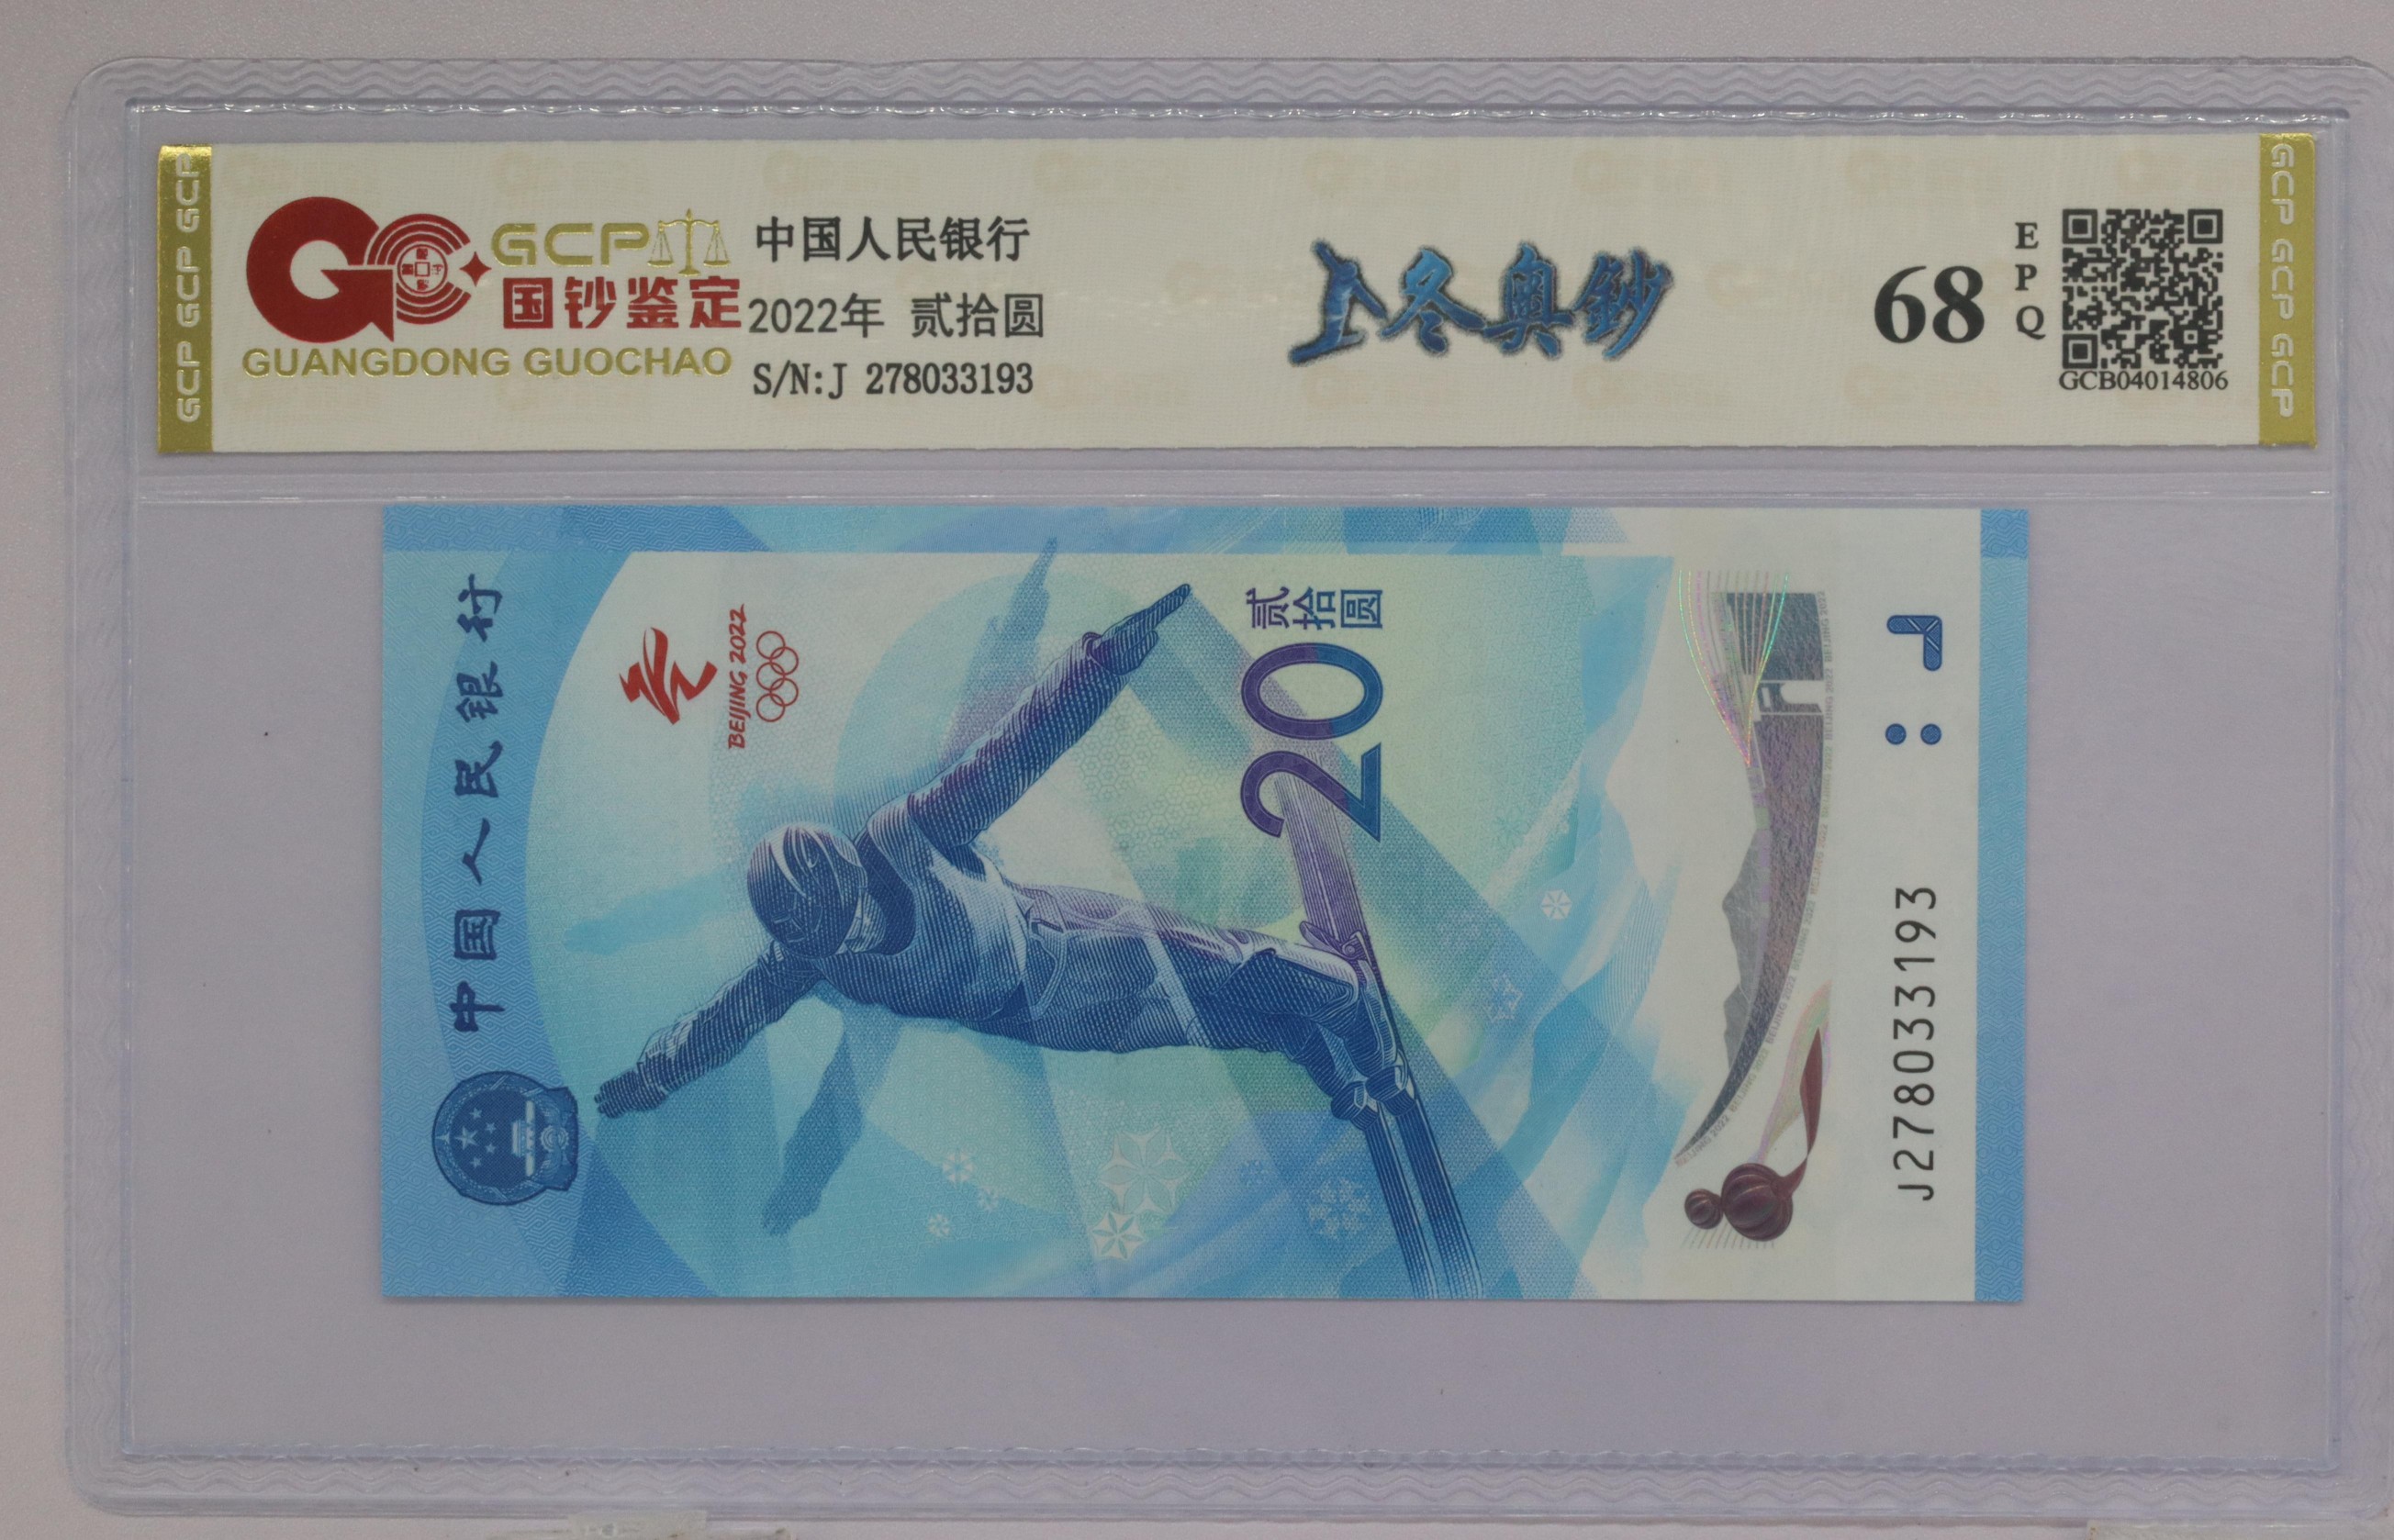 GCP GCP GCP
GCP
国钞鉴定
GUANGDONG GUOCHAO
中国人民银行
2022年 贰拾圆
S/N:J 278033193
冬奥鈔
68
EPQ
GCB04014806
GCP GCP GCP
中国人民银行
BEIJING 2022
贰拾圆
20
J278033193